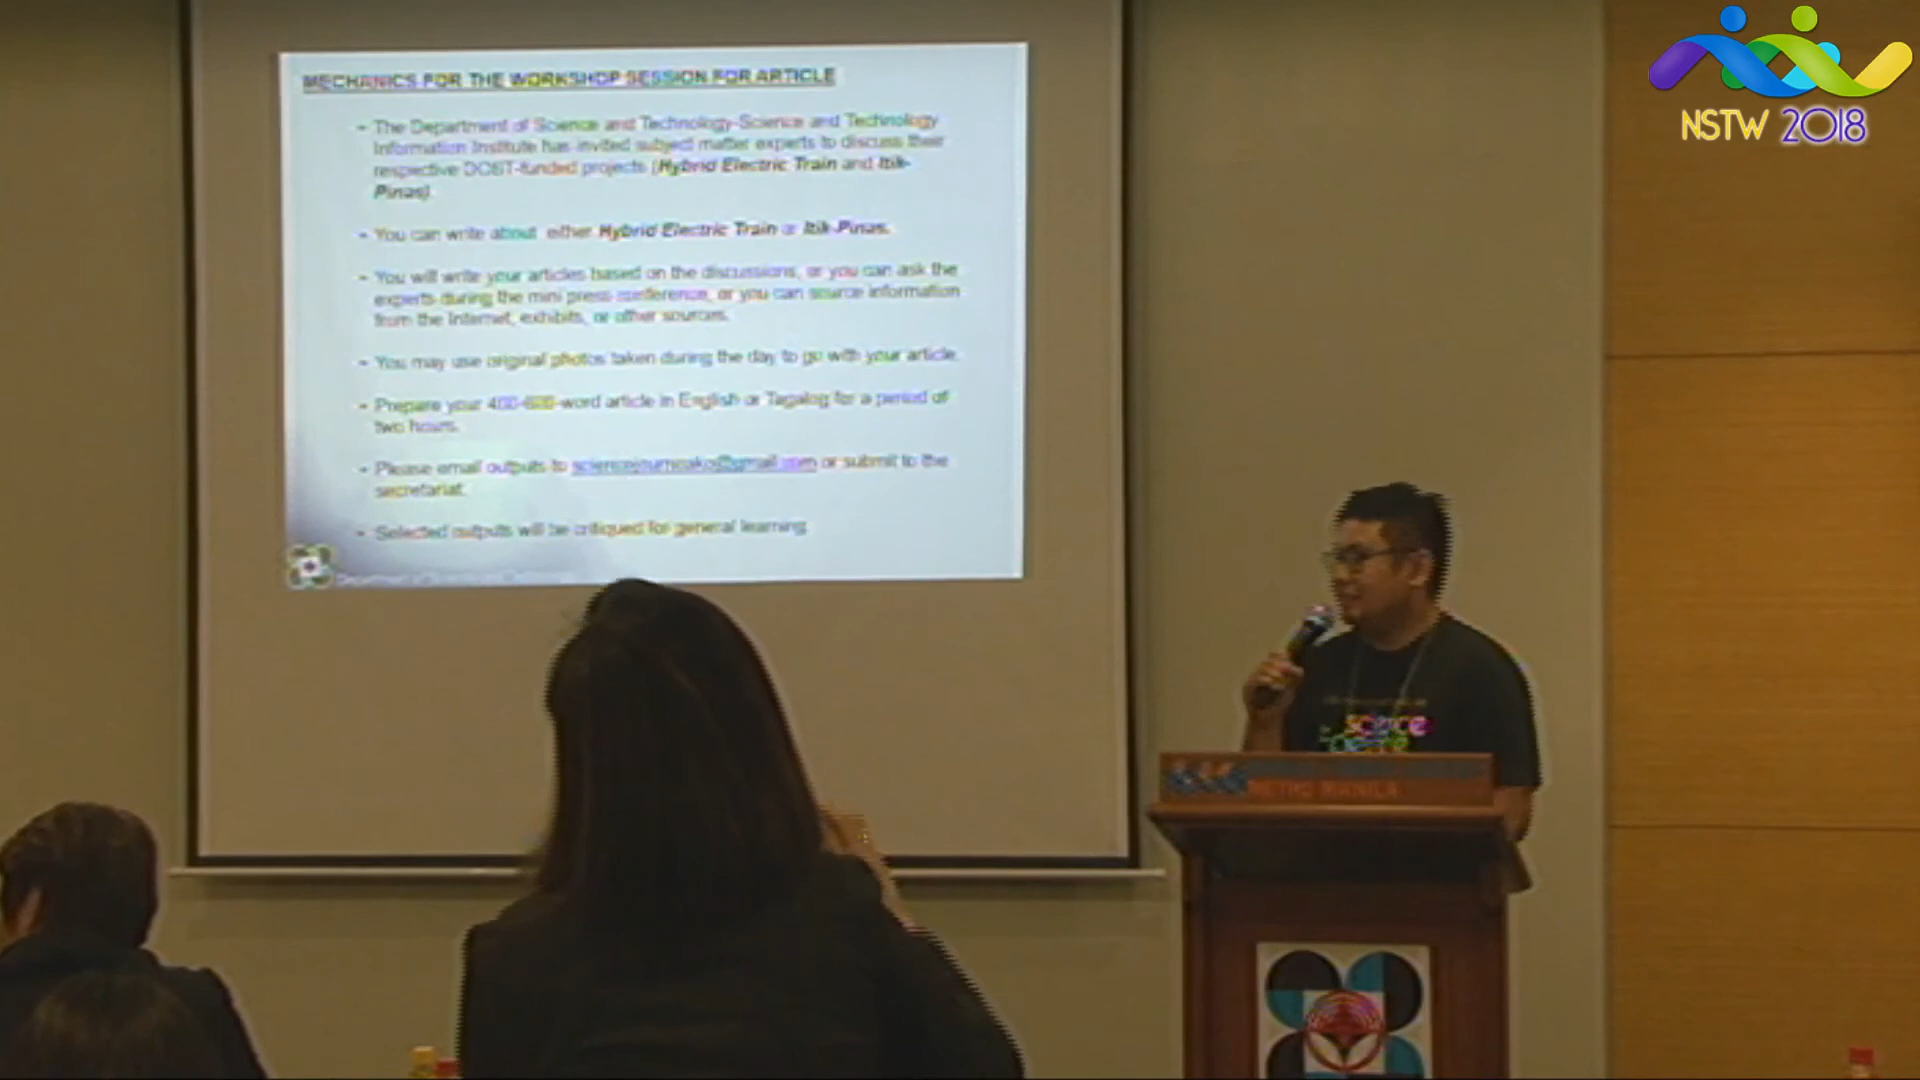 MECHANICS FOR THE WORKSHOP SESSION FOR ARTICLE
NSTW 2018
- The Department of Science and Technology-Science and Technology
Information Institute has invited subject matter experts to discuss their
respective DOST-funded projects (Hybrid Electric Train and Itik-
Pinas).
- You can write about either Hybrid Electric Train or Itik-Pinas.
- You will write your articles based on the discussions, or you can ask the
experts during the mini press conference, or you can source information
from the Internet, exhibits, or other sources.
- You may use original photos taken during the day to go with your article.
- Prepare your 400-600-word article in English or Tagalog for a period of
two hours.
- Please email outputs to or submit to the
secretariat.
- Selected outputs will be critiqued for general learning.
science
METRO MANILA